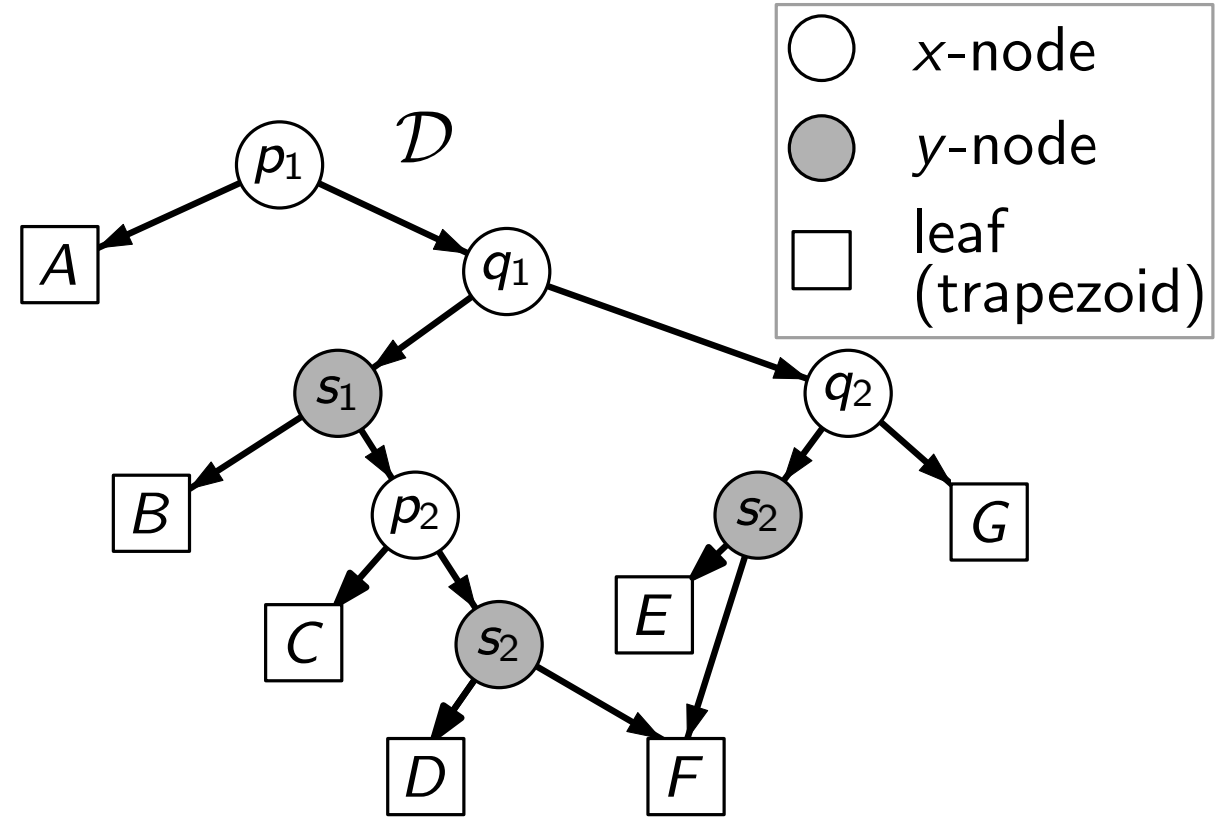 x-node
y-node
leaf
(trapezoid)
𝒟
p₁
A
q₁
s₁
q₂
B
p₂
s₂
G
C
s₂
E
D
F